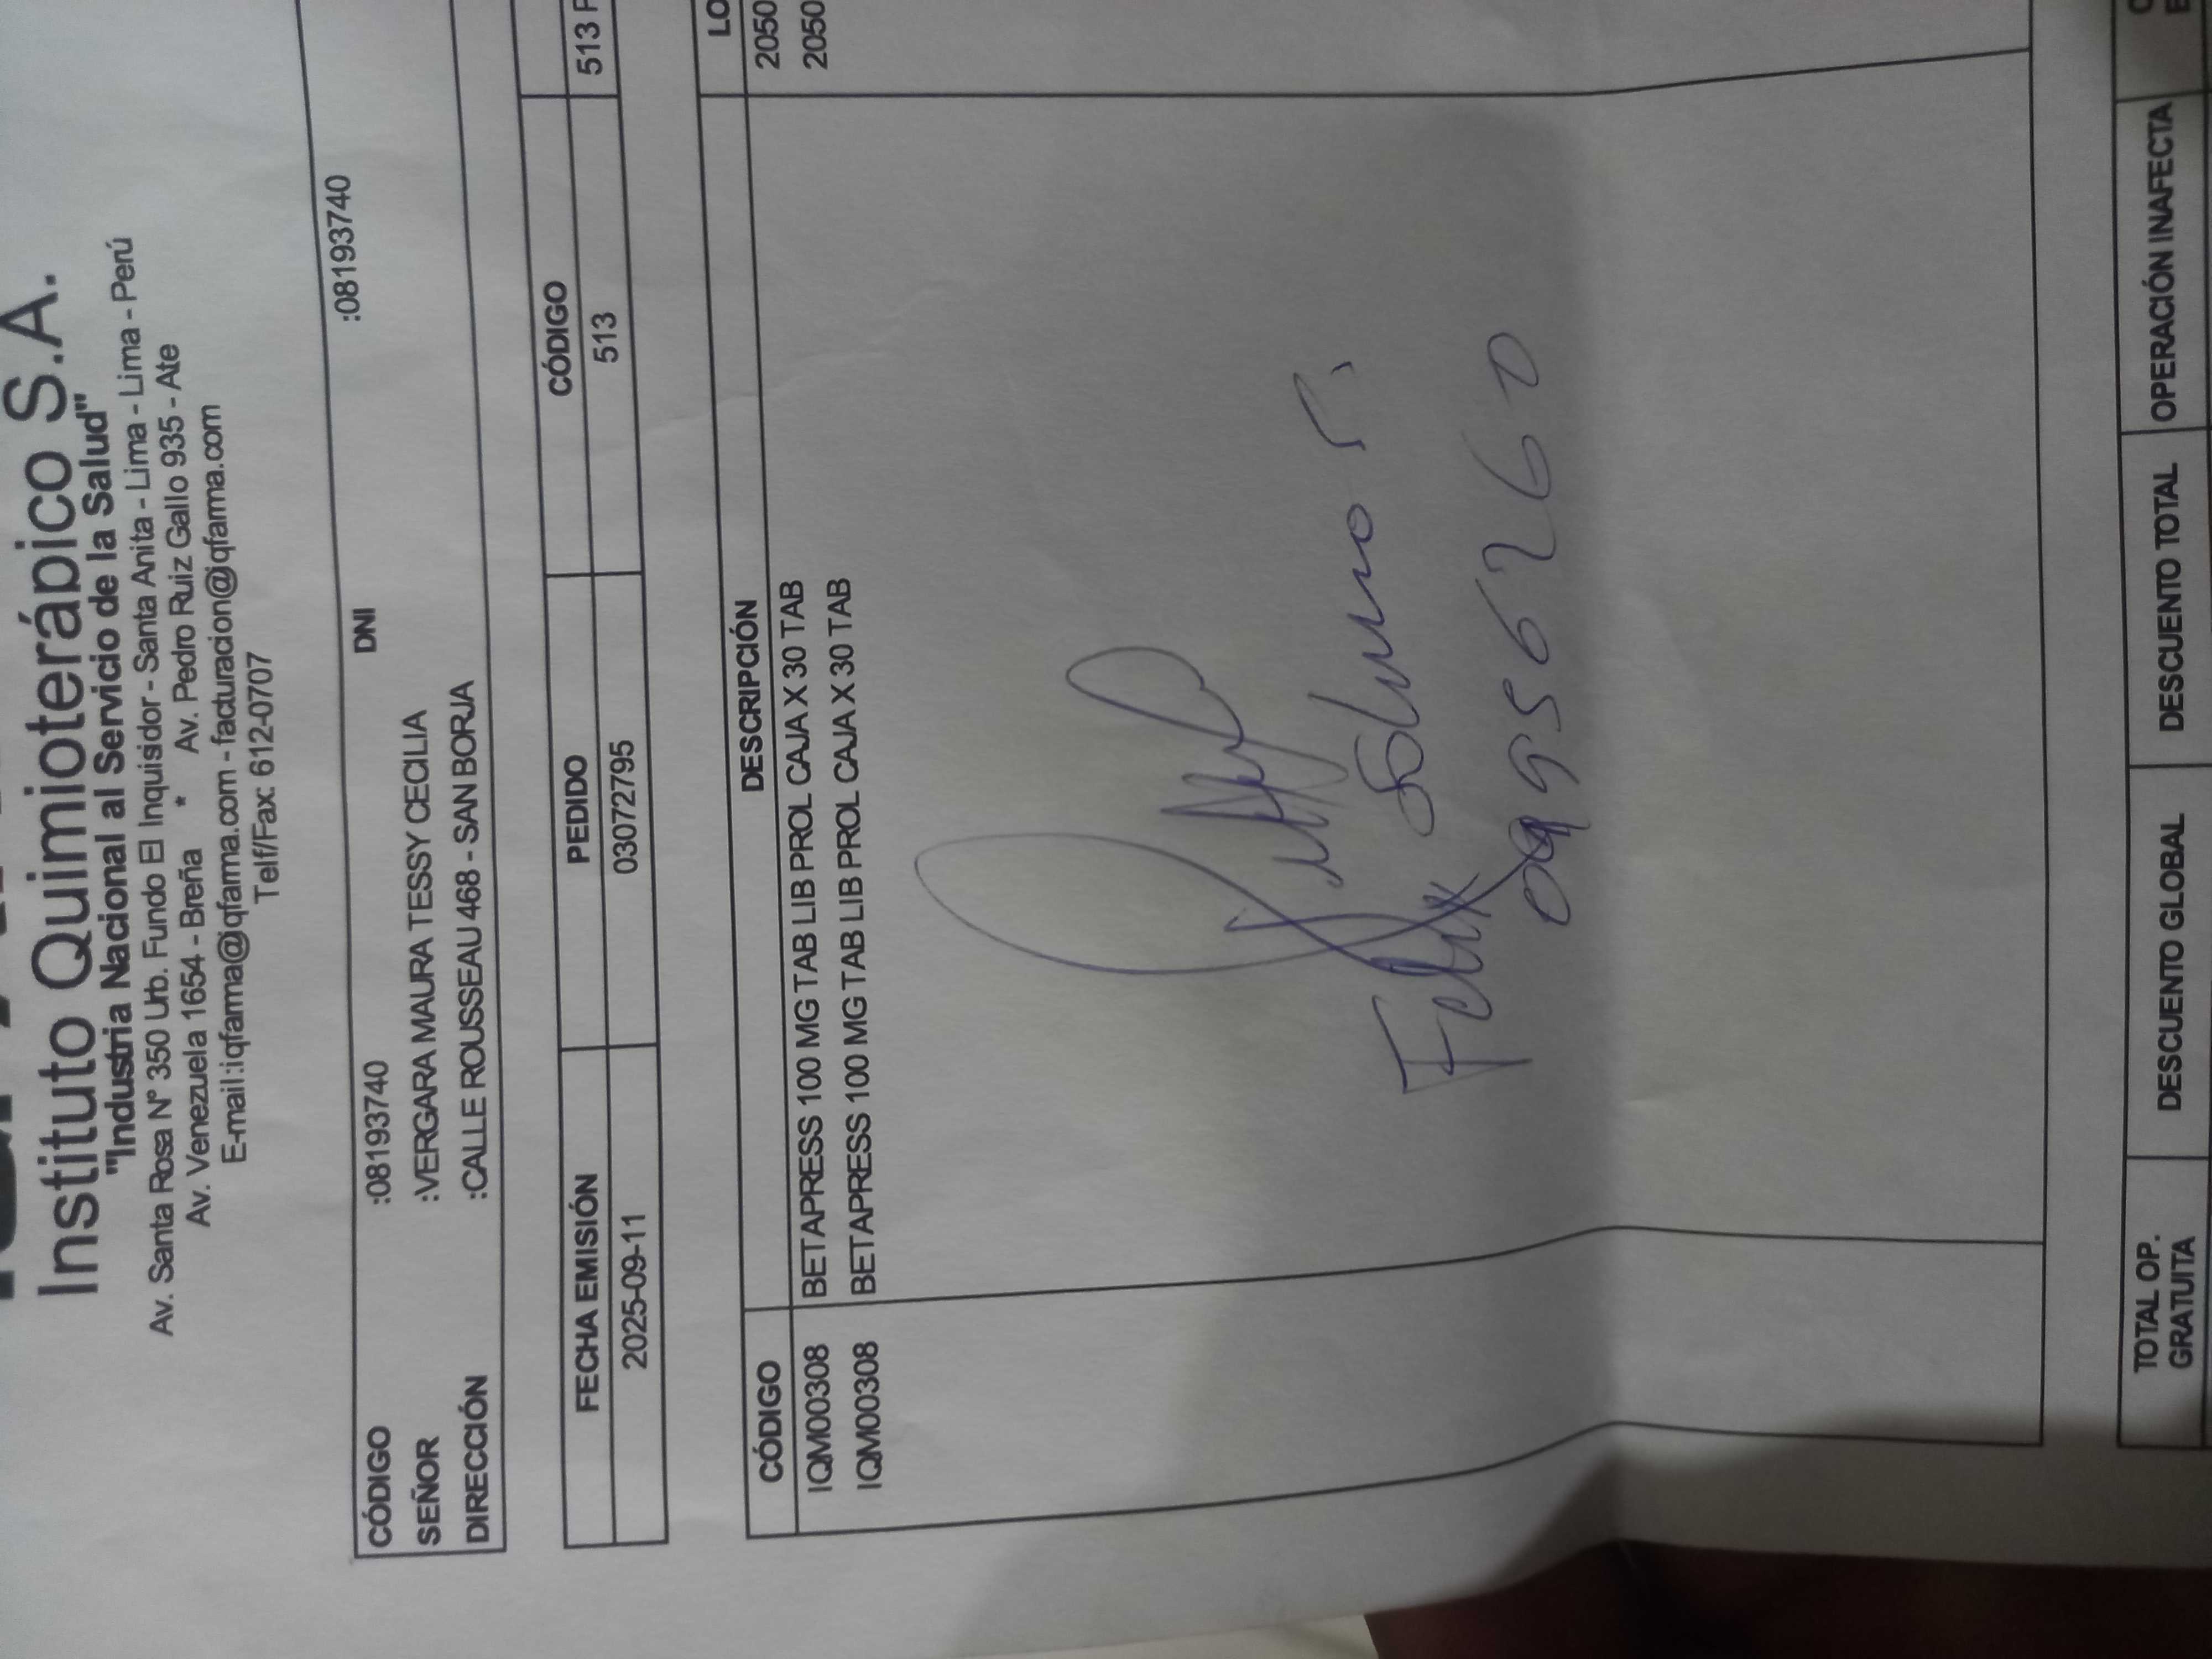 Instituto Quimioterápico S.A.
"Industria Nacional al Servicio de la Salud"
Av. Santa Rosa N° 350 Urb. Fundo El Inquisidor - Santa Anita - Lima - Lima - Perú
Av. Venezuela 1654 - Breña * Av. Pedro Ruiz Gallo 935 - Ate
E-mail:iqfarma@iqfarma.com - facturacion@iqfarma.com
Telf/Fax: 612-0707
CÓDIGO :08193740 DNI :08193740
SEÑOR :VERGARA MAURA TESSY CECILIA
DIRECCIÓN :CALLE ROUSSEAU 468 - SAN BORJA
FECHA EMISIÓN PEDIDO CÓDIGO
2025-09-11 03072795 513 513
CÓDIGO DESCRIPCIÓN LO
IQM00308 BETAPRESS 100 MG TAB LIB PROL CAJA X 30 TAB 2050
IQM00308 BETAPRESS 100 MG TAB LIB PROL CAJA X 30 TAB 2050
Felix
TOTAL OP. GRATUITA DESCUENTO GLOBAL DESCUENTO TOTAL OPERACIÓN INAFECTA